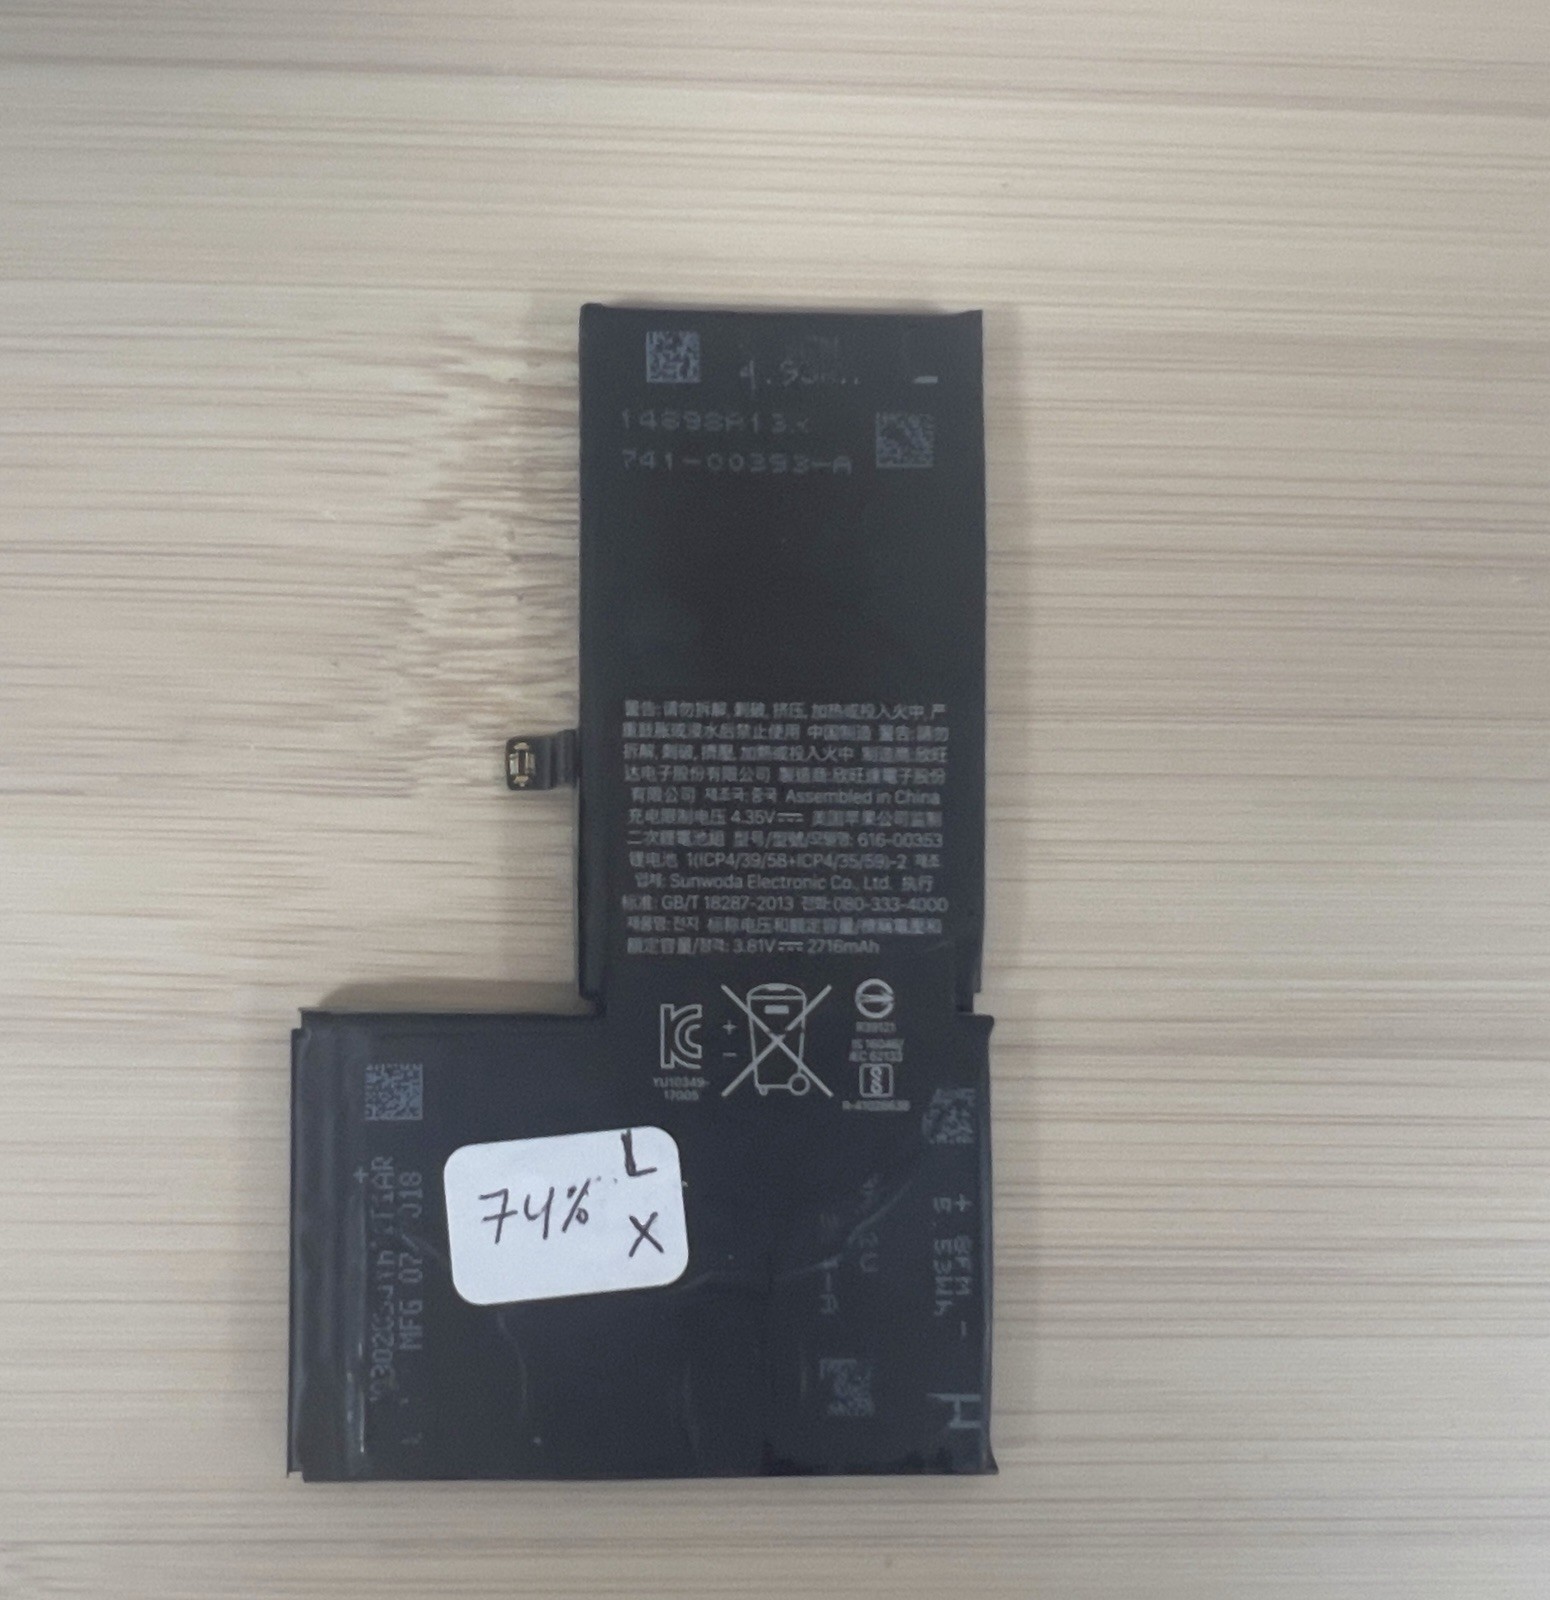 741-00393-A
警告:请勿拆解, 刺破, 挤压, 加热或投入火中, 严
重鼓胀或浸水后禁止使用 中国制造 警告:請勿
拆解, 刺破, 擠壓, 加熱或投入火中 制造商:欣旺
达电子股份有限公司 製造商:欣旺達電子股份
有限公司 제조국:중국 Assembled in China
充电限制电压 4.35V⎓ 美国苹果公司监制
二次鋰電池組 型号/型號/모델명: 616-00353
锂电池 1(ICP4/39/58+ICP4/35/59)-2 제조
업체: Sunwoda Electronic Co., Ltd. 执行
标准: GB/T 18287-2013 전화: 080-333-4000
제품명:전지 标称电压和额定容量/標稱電壓和
額定容量/정격: 3.81V⎓ 2716mAh
+
-
YU10349-
17005
IS 16046/
IEC 62133
MFG 07/ J18
74% L
X